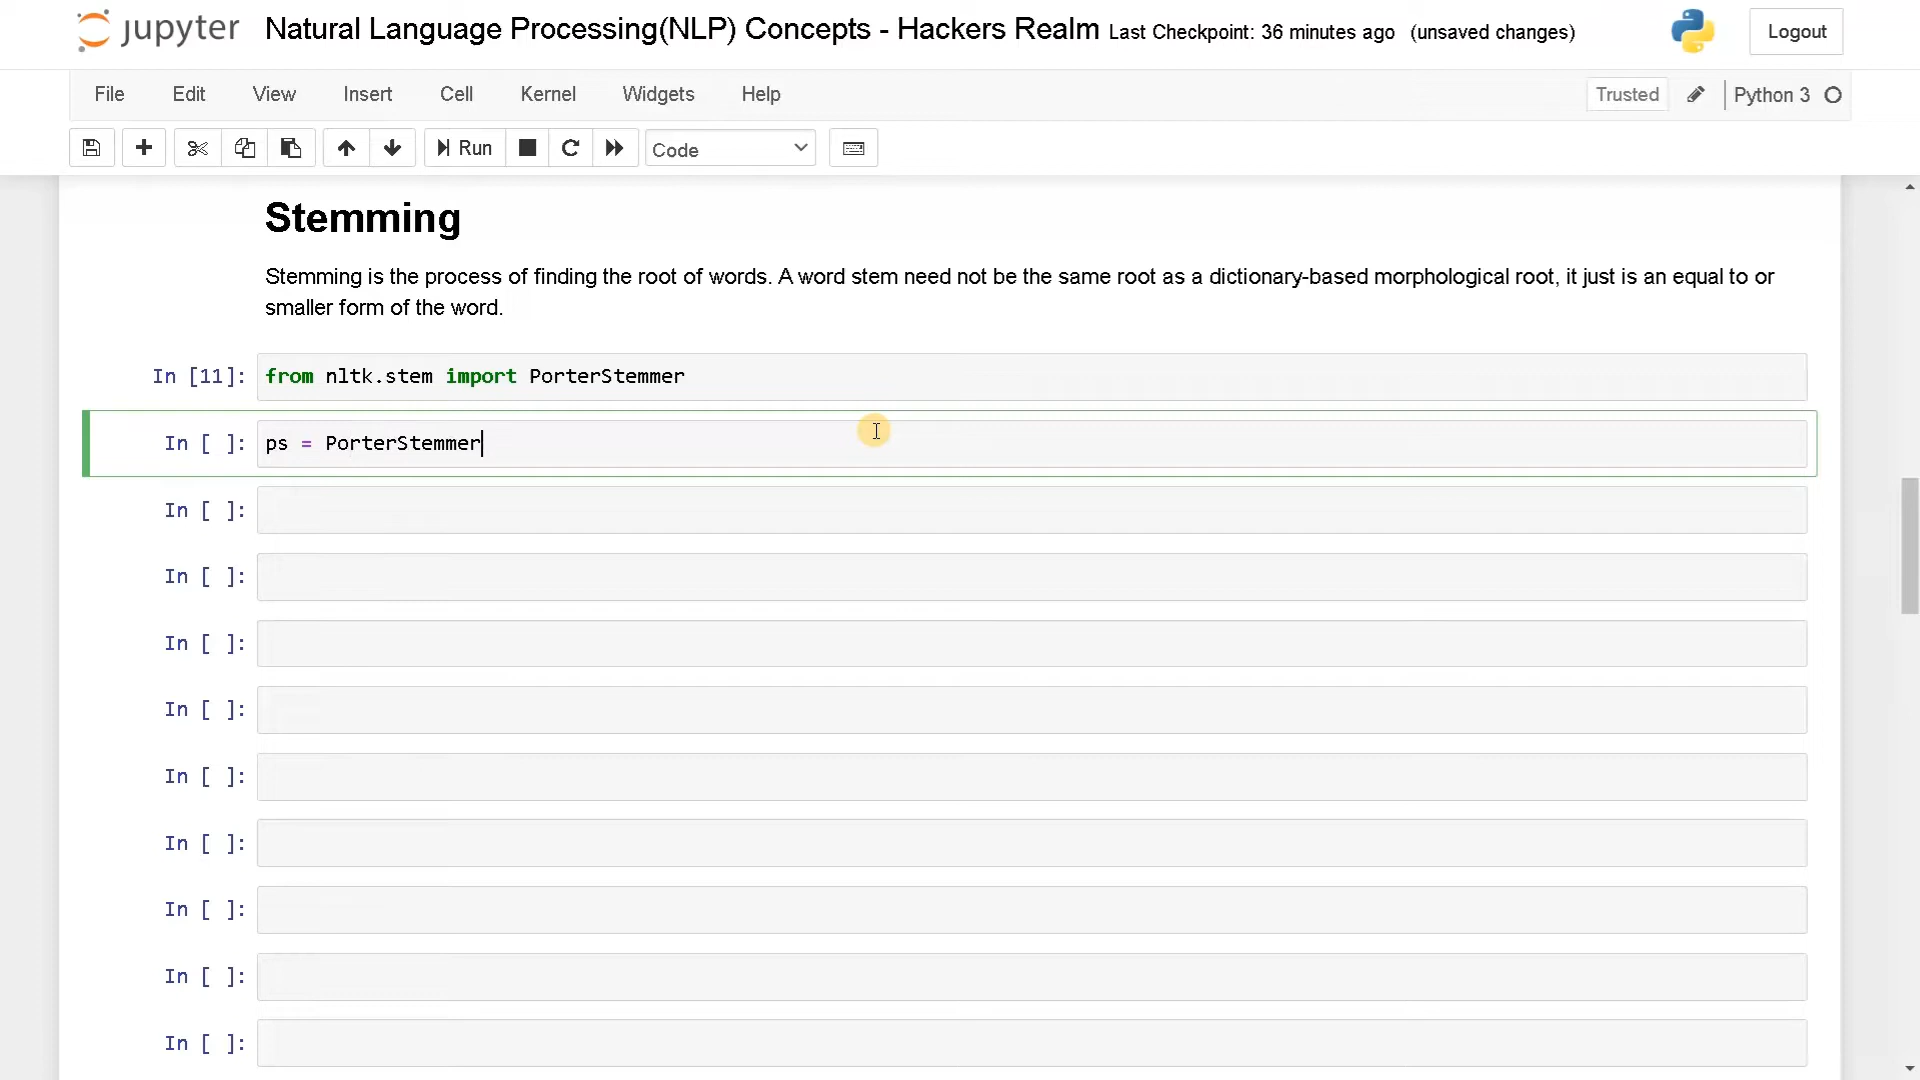 jupyter Natural Language Processing(NLP) Concepts - Hackers Realm Last Checkpoint: 36 minutes ago (unsaved changes) Logout
File Edit View Insert Cell Kernel Widgets Help Trusted Python 3
Run Code
Stemming
Stemming is the process of finding the root of words. A word stem need not be the same root as a dictionary-based morphological root, it just is an equal to or
smaller form of the word.
In [11]: from nltk.stem import PorterStemmer
In [ ]: ps = PorterStemmer
In [ ]:
In [ ]:
In [ ]:
In [ ]:
In [ ]:
In [ ]:
In [ ]:
In [ ]:
In [ ]: